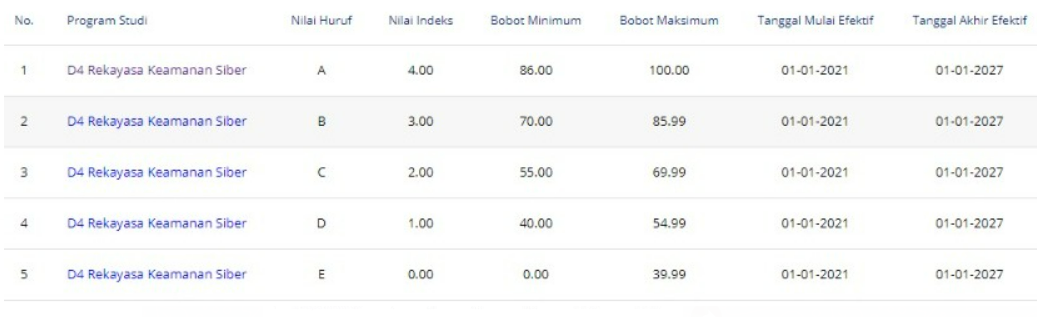 No. Program Studi Nilai Huruf Nilai Indeks Bobot Minimum Bobot Maksimum Tanggal Mulai Efektif Tanggal Akhir Efektif
1 D4 Rekayasa Keamanan Siber A 4.00 86.00 100.00 01-01-2021 01-01-2027
2 D4 Rekayasa Keamanan Siber B 3.00 70.00 85.99 01-01-2021 01-01-2027
3 D4 Rekayasa Keamanan Siber C 2.00 55.00 69.99 01-01-2021 01-01-2027
4 D4 Rekayasa Keamanan Siber D 1.00 40.00 54.99 01-01-2021 01-01-2027
5 D4 Rekayasa Keamanan Siber E 0.00 0.00 39.99 01-01-2021 01-01-2027